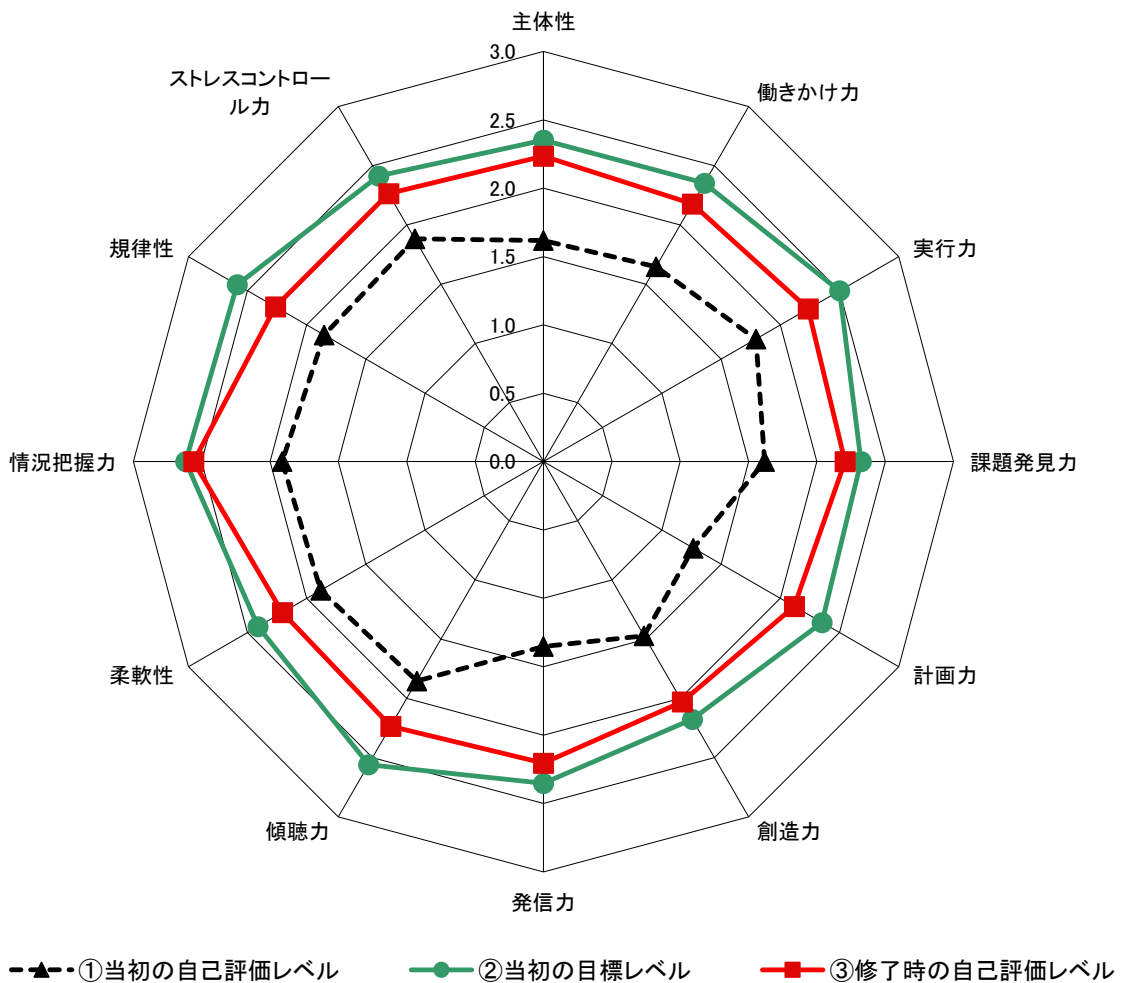 主体性
3.0
ストレスコントロー
ル力
働きかけ力
2.5
2.0
規律性
実行力
1.5
1.0
0.5
情況把握力
0.0
課題発見力
柔軟性
計画力
傾聴力
創造力
発信力
①当初の自己評価レベル
②当初の目標レベル
③修了時の自己評価レベル